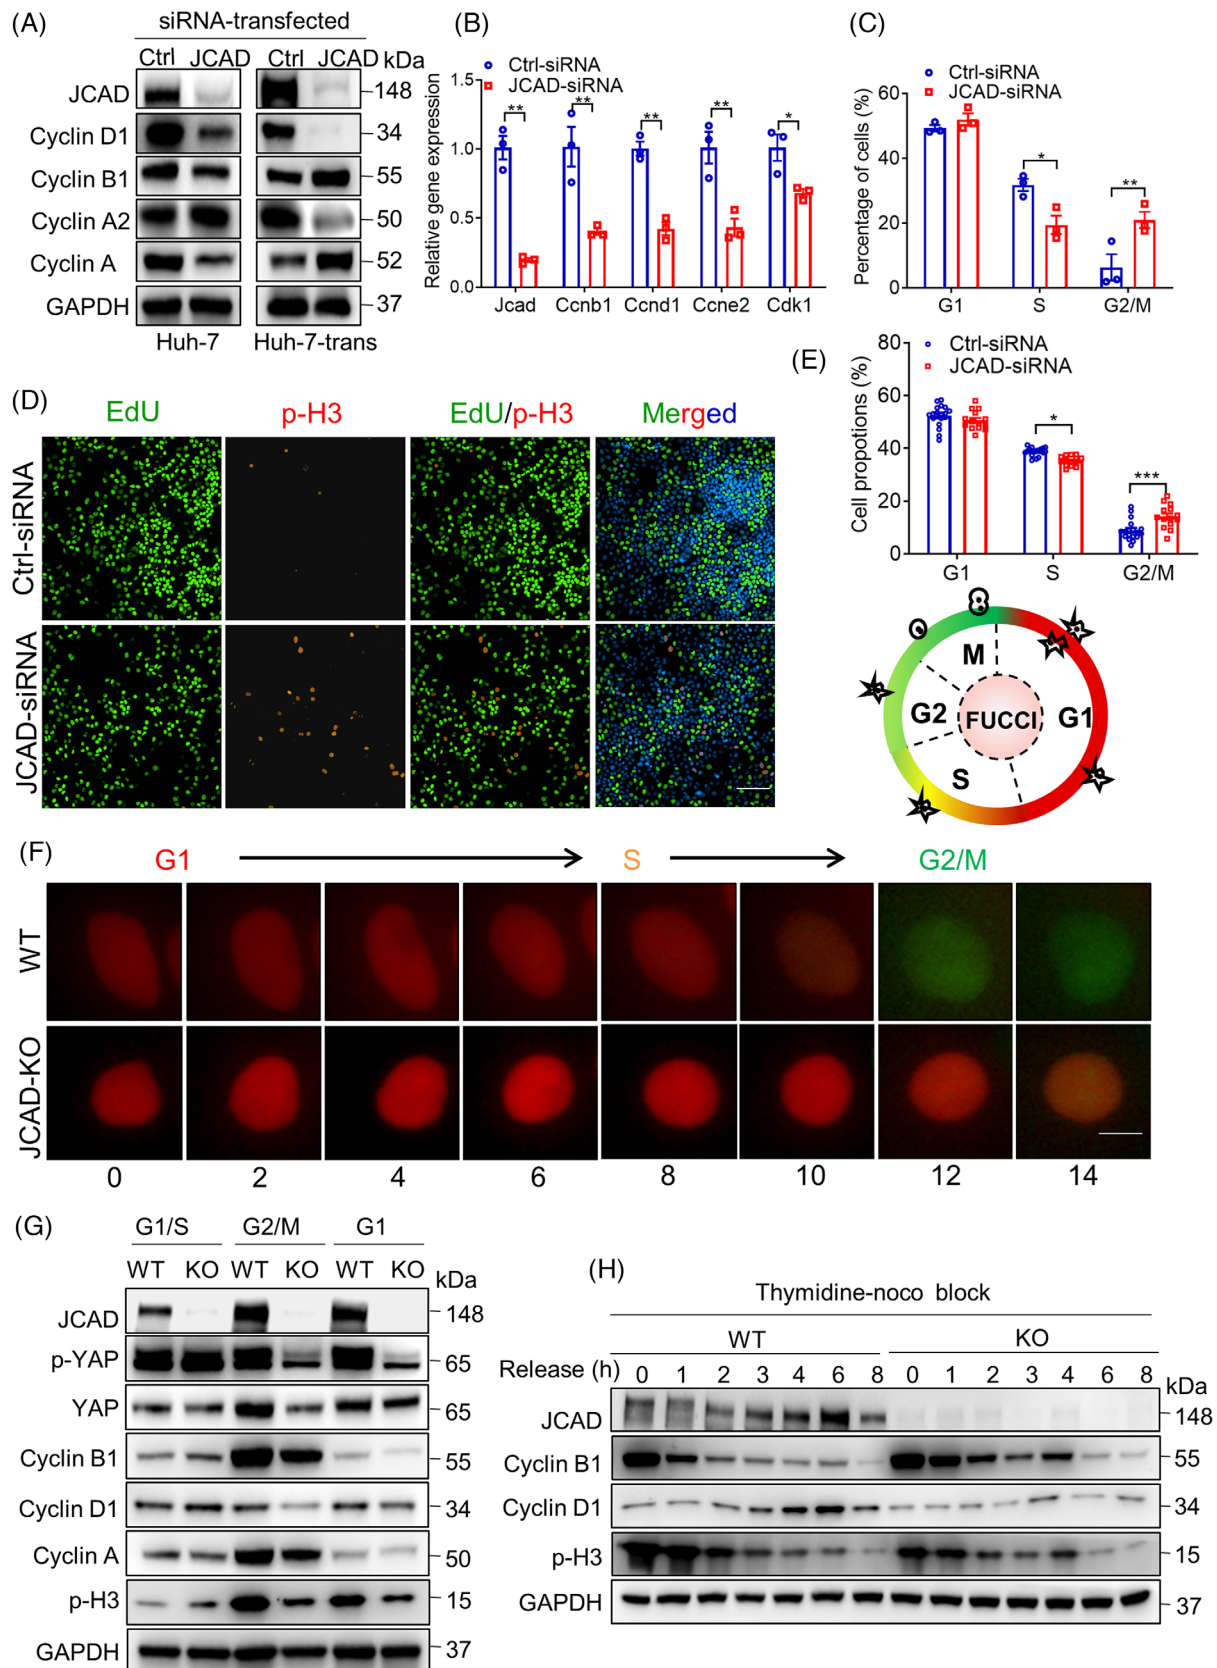 (A)
siRNA-transfected
Ctrl JCAD Ctrl JCAD kDa
JCAD 148
Cyclin D1 34
Cyclin B1 55
Cyclin A2 50
Cyclin A 52
GAPDH 37
Huh-7 Huh-7-trans
(B)
Ctrl-siRNA
JCAD-siRNA
Relative gene expression
1.5
1.0
0.5
0.0
** ** ** ** *
Jcad Ccnb1 Ccnd1 Ccne2 Cdk1
(C)
Ctrl-siRNA
JCAD-siRNA
Percentage of cells (%)
60
40
20
0
* **
G1 S G2/M
(D)
EdU p-H3 EdU/p-H3 Merged
Ctrl-siRNA
JCAD-siRNA
(E)
Ctrl-siRNA
JCAD-siRNA
Cell propotions (%)
80
60
40
20
0
* ***
G1 S G2/M
M
G2 FUCCI G1
S
(F)
G1 S G2/M
WT
JCAD-KO
0 2 4 6 8 10 12 14
(G)
G1/S G2/M G1
WT KO WT KO WT KO kDa
JCAD 148
p-YAP 65
YAP 65
Cyclin B1 55
Cyclin D1 34
Cyclin A 50
p-H3 15
GAPDH 37
(H)
Thymidine-noco block
WT KO
Release (h) 0 1 2 3 4 6 8 0 1 2 3 4 6 8
kDa
JCAD 148
Cyclin B1 55
Cyclin D1 34
p-H3 15
GAPDH 37